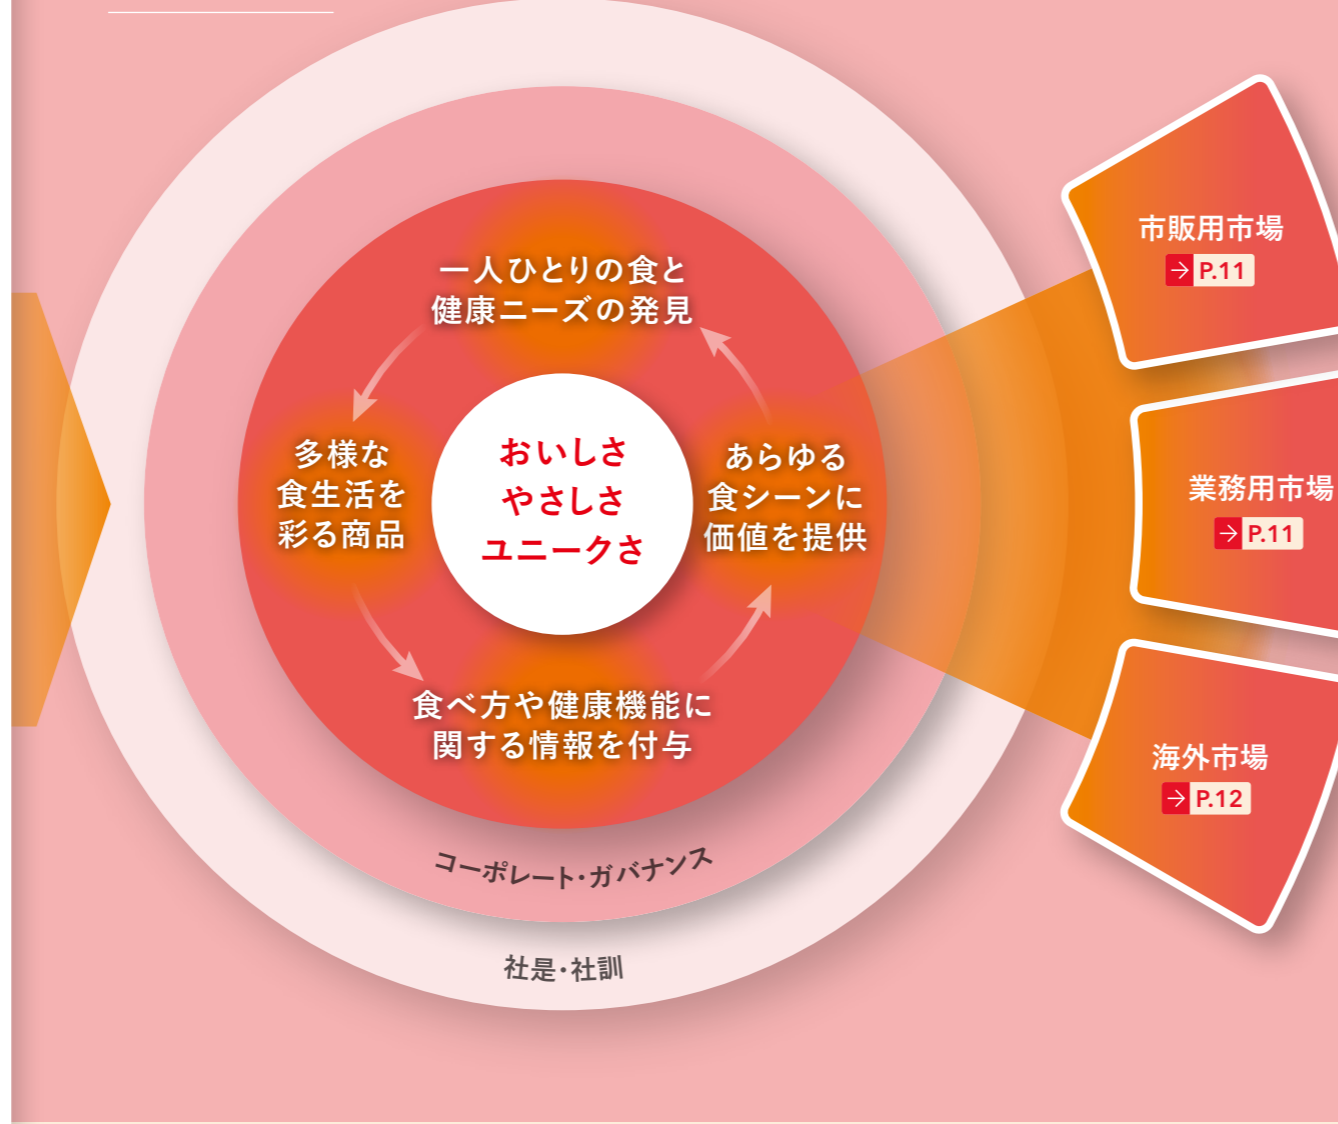 一人ひとりの食と
健康ニーズの発見
多様な
食生活を
彩る商品
おいしさ
やさしさ
ユニークさ
あらゆる
食シーンに
価値を提供
食べ方や健康機能に
関する情報を付与
コーポレート・ガバナンス
社是・社訓
市販用市場
→ P.11
業務用市場
→ P.11
海外市場
→ P.12